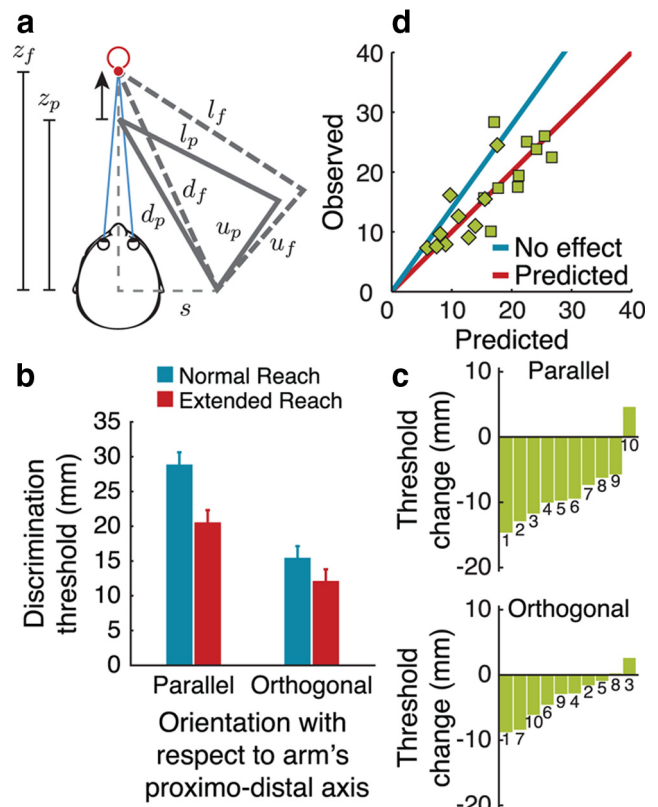 a
z_f
z_p
l_f
l_p
d_f
d_p
u_p
u_f
s
d
40
30
20
10
0
Observed
No effect
Predicted
0
10
20
30
40
Predicted
b
Normal Reach
Extended Reach
35
30
25
20
15
10
5
0
Discrimination
threshold (mm)
Parallel
Orthogonal
Orientation with
respect to arm's
proximo-distal axis
c
Parallel
10
0
-10
-20
Threshold
change (mm)
1
2
3
4
5
6
7
8
9
10
Orthogonal
10
0
-10
-20
Threshold
change (mm)
1
7
10
6
9
4
2
5
8
3